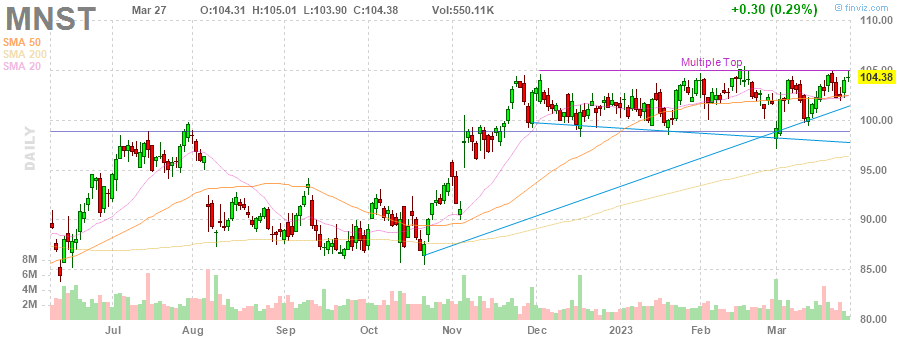 MNST Mar 27 O:104.31 H:105.01 L:103.90 C:104.38 Vol:550.11K +0.30 (0.29%) © finviz.com
SMA 50
SMA 200
SMA 20
DAILY
Multiple Top
110.00
105.00
104.38
100.00
95.00
90.00
85.00
80.00
8M
6M
4M
2M
Jul Aug Sep Oct Nov Dec 2023 Feb Mar